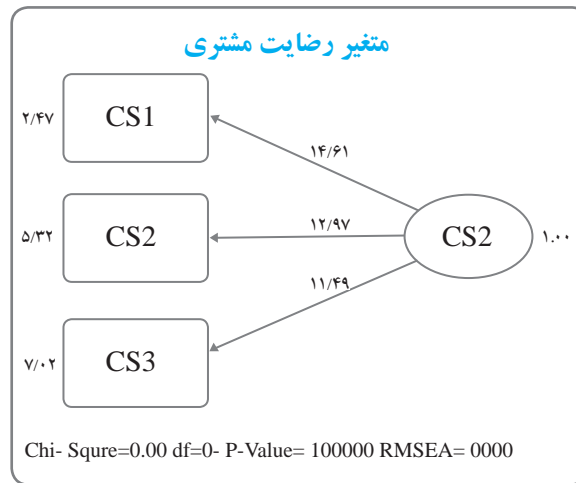 متغیر رضایت مشتری
۲/۴۷
CS1
۱۴/۶۱
۵/۳۲
CS2
۱۲/۹۷
CS2
۱.۰۰
۱۱/۴۹
۷/۰۲
CS3
Chi- Squre=0.00 df=0- P-Value= 100000 RMSEA= 0000